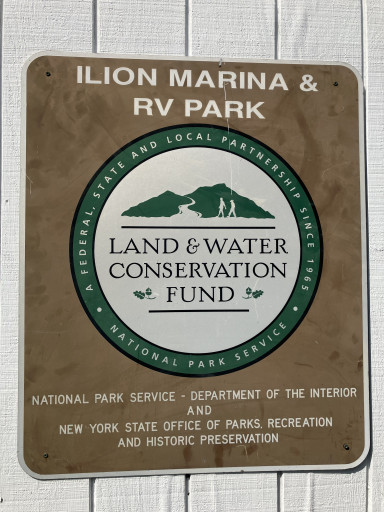 ILION MARINA &
RV PARK
A FEDERAL, STATE AND LOCAL PARTNERSHIP SINCE 1965
LAND & WATER
CONSERVATION
FUND
• NATIONAL PARK SERVICE •
NATIONAL PARK SERVICE - DEPARTMENT OF THE INTERIOR
AND
NEW YORK STATE OFFICE OF PARKS, RECREATION
AND HISTORIC PRESERVATION